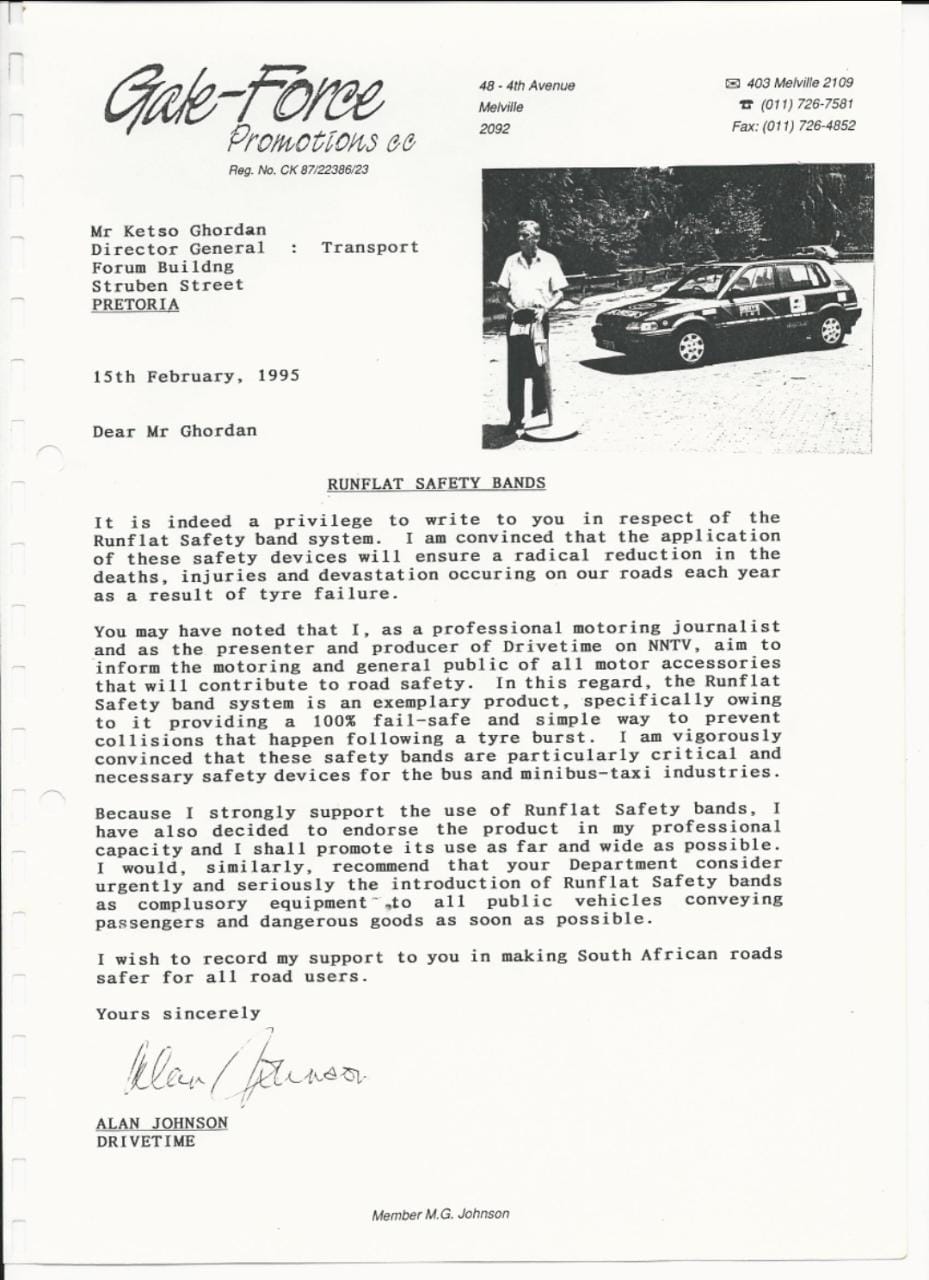 Gale-Force
Promotions cc
Reg. No. CK 87/22386/23
48 - 4th Avenue
Melville
2092
403 Melville 2109
(011) 726-7581
Fax: (011) 726-4852
Mr Ketso Ghordan
Director General : Transport
Forum Buildng
Struben Street
PRETORIA
15th February, 1995
Dear Mr Ghordan
RUNFLAT SAFETY BANDS
It is indeed a privilege to write to you in respect of the
Runflat Safety band system. I am convinced that the application
of these safety devices will ensure a radical reduction in the
deaths, injuries and devastation occuring on our roads each year
as a result of tyre failure.
You may have noted that I, as a professional motoring journalist
and as the presenter and producer of Drivetime on NNTV, aim to
inform the motoring and general public of all motor accessories
that will contribute to road safety. In this regard, the Runflat
Safety band system is an exemplary product, specifically owing
to it providing a 100% fail-safe and simple way to prevent
collisions that happen following a tyre burst. I am vigorously
convinced that these safety bands are particularly critical and
necessary safety devices for the bus and minibus-taxi industries.
Because I strongly support the use of Runflat Safety bands, I
have also decided to endorse the product in my professional
capacity and I shall promote its use as far and wide as possible.
I would, similarly, recommend that your Department consider
urgently and seriously the introduction of Runflat Safety bands
as complusory equipment to all public vehicles conveying
passengers and dangerous goods as soon as possible.
I wish to record my support to you in making South African roads
safer for all road users.
Yours sincerely
Alan Johnson
ALAN JOHNSON
DRIVETIME
Member M.G. Johnson